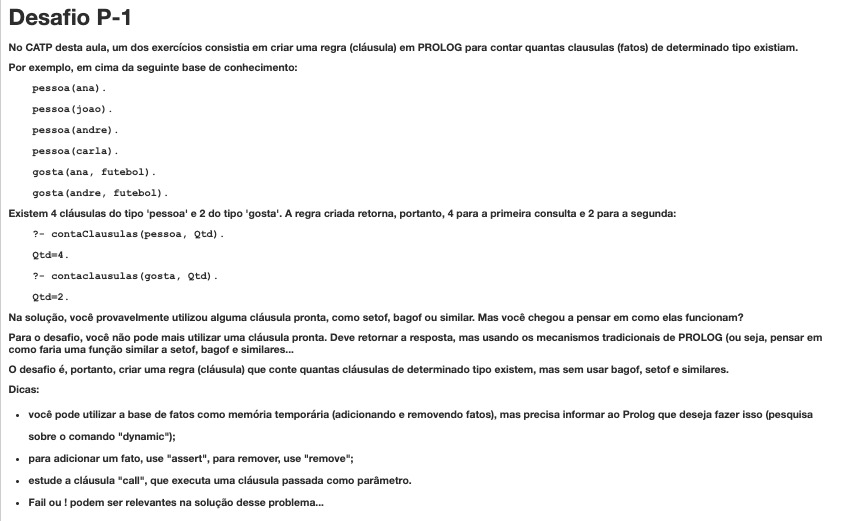 Desafio P-1
No CATP desta aula, um dos exercícios consistia em criar uma regra (cláusula) em PROLOG para contar quantas clausulas (fatos) de determinado tipo existiam.
Por exemplo, em cima da seguinte base de conhecimento:
pessoa(ana).
pessoa(joao).
pessoa(andre).
pessoa(carla).
gosta(ana, futebol).
gosta(andre, futebol).
Existem 4 cláusulas do tipo 'pessoa' e 2 do tipo 'gosta'. A regra criada retorna, portanto, 4 para a primeira consulta e 2 para a segunda:
?- contaClausulas(pessoa, Qtd).
Qtd=4.
?- contaclausulas(gosta, Qtd).
Qtd=2.
Na solução, você provavelmente utilizou alguma cláusula pronta, como setof, bagof ou similar. Mas você chegou a pensar em como elas funcionam?
Para o desafio, você não pode mais utilizar uma cláusula pronta. Deve retornar a resposta, mas usando os mecanismos tradicionais de PROLOG (ou seja, pensar em
como faria uma função similar a setof, bagof e similares...
O desafio é, portanto, criar uma regra (cláusula) que conte quantas cláusulas de determinado tipo existem, mas sem usar bagof, setof e similares.
Dicas:
• você pode utilizar a base de fatos como memória temporária (adicionando e removendo fatos), mas precisa informar ao Prolog que deseja fazer isso (pesquisa
sobre o comando "dynamic");
• para adicionar um fato, use "assert", para remover, use "remove";
• estude a cláusula "call", que executa uma cláusula passada como parâmetro.
• Fail ou ! podem ser relevantes na solução desse problema...